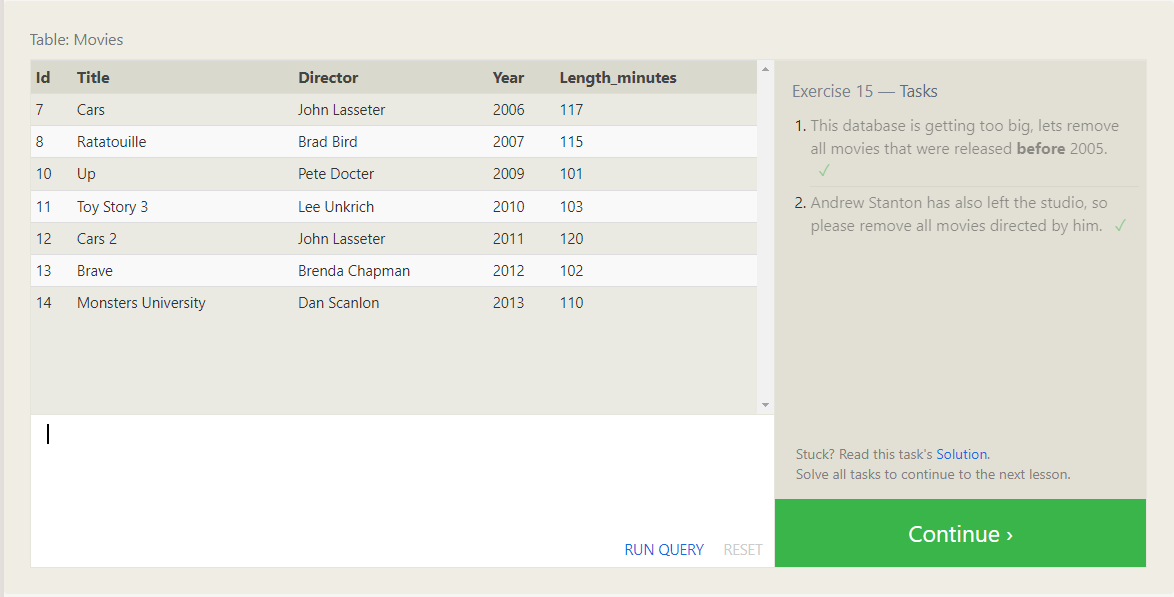 Table: Movies
Id Title Director Year Length_minutes
7 Cars John Lasseter 2006 117
8 Ratatouille Brad Bird 2007 115
10 Up Pete Docter 2009 101
11 Toy Story 3 Lee Unkrich 2010 103
12 Cars 2 John Lasseter 2011 120
13 Brave Brenda Chapman 2012 102
14 Monsters University Dan Scanlon 2013 110
RUN QUERY RESET
Exercise 15 — Tasks
1. This database is getting too big, lets remove
all movies that were released before 2005.
✓
2. Andrew Stanton has also left the studio, so
please remove all movies directed by him. ✓
Stuck? Read this task's Solution.
Solve all tasks to continue to the next lesson.
Continue ›